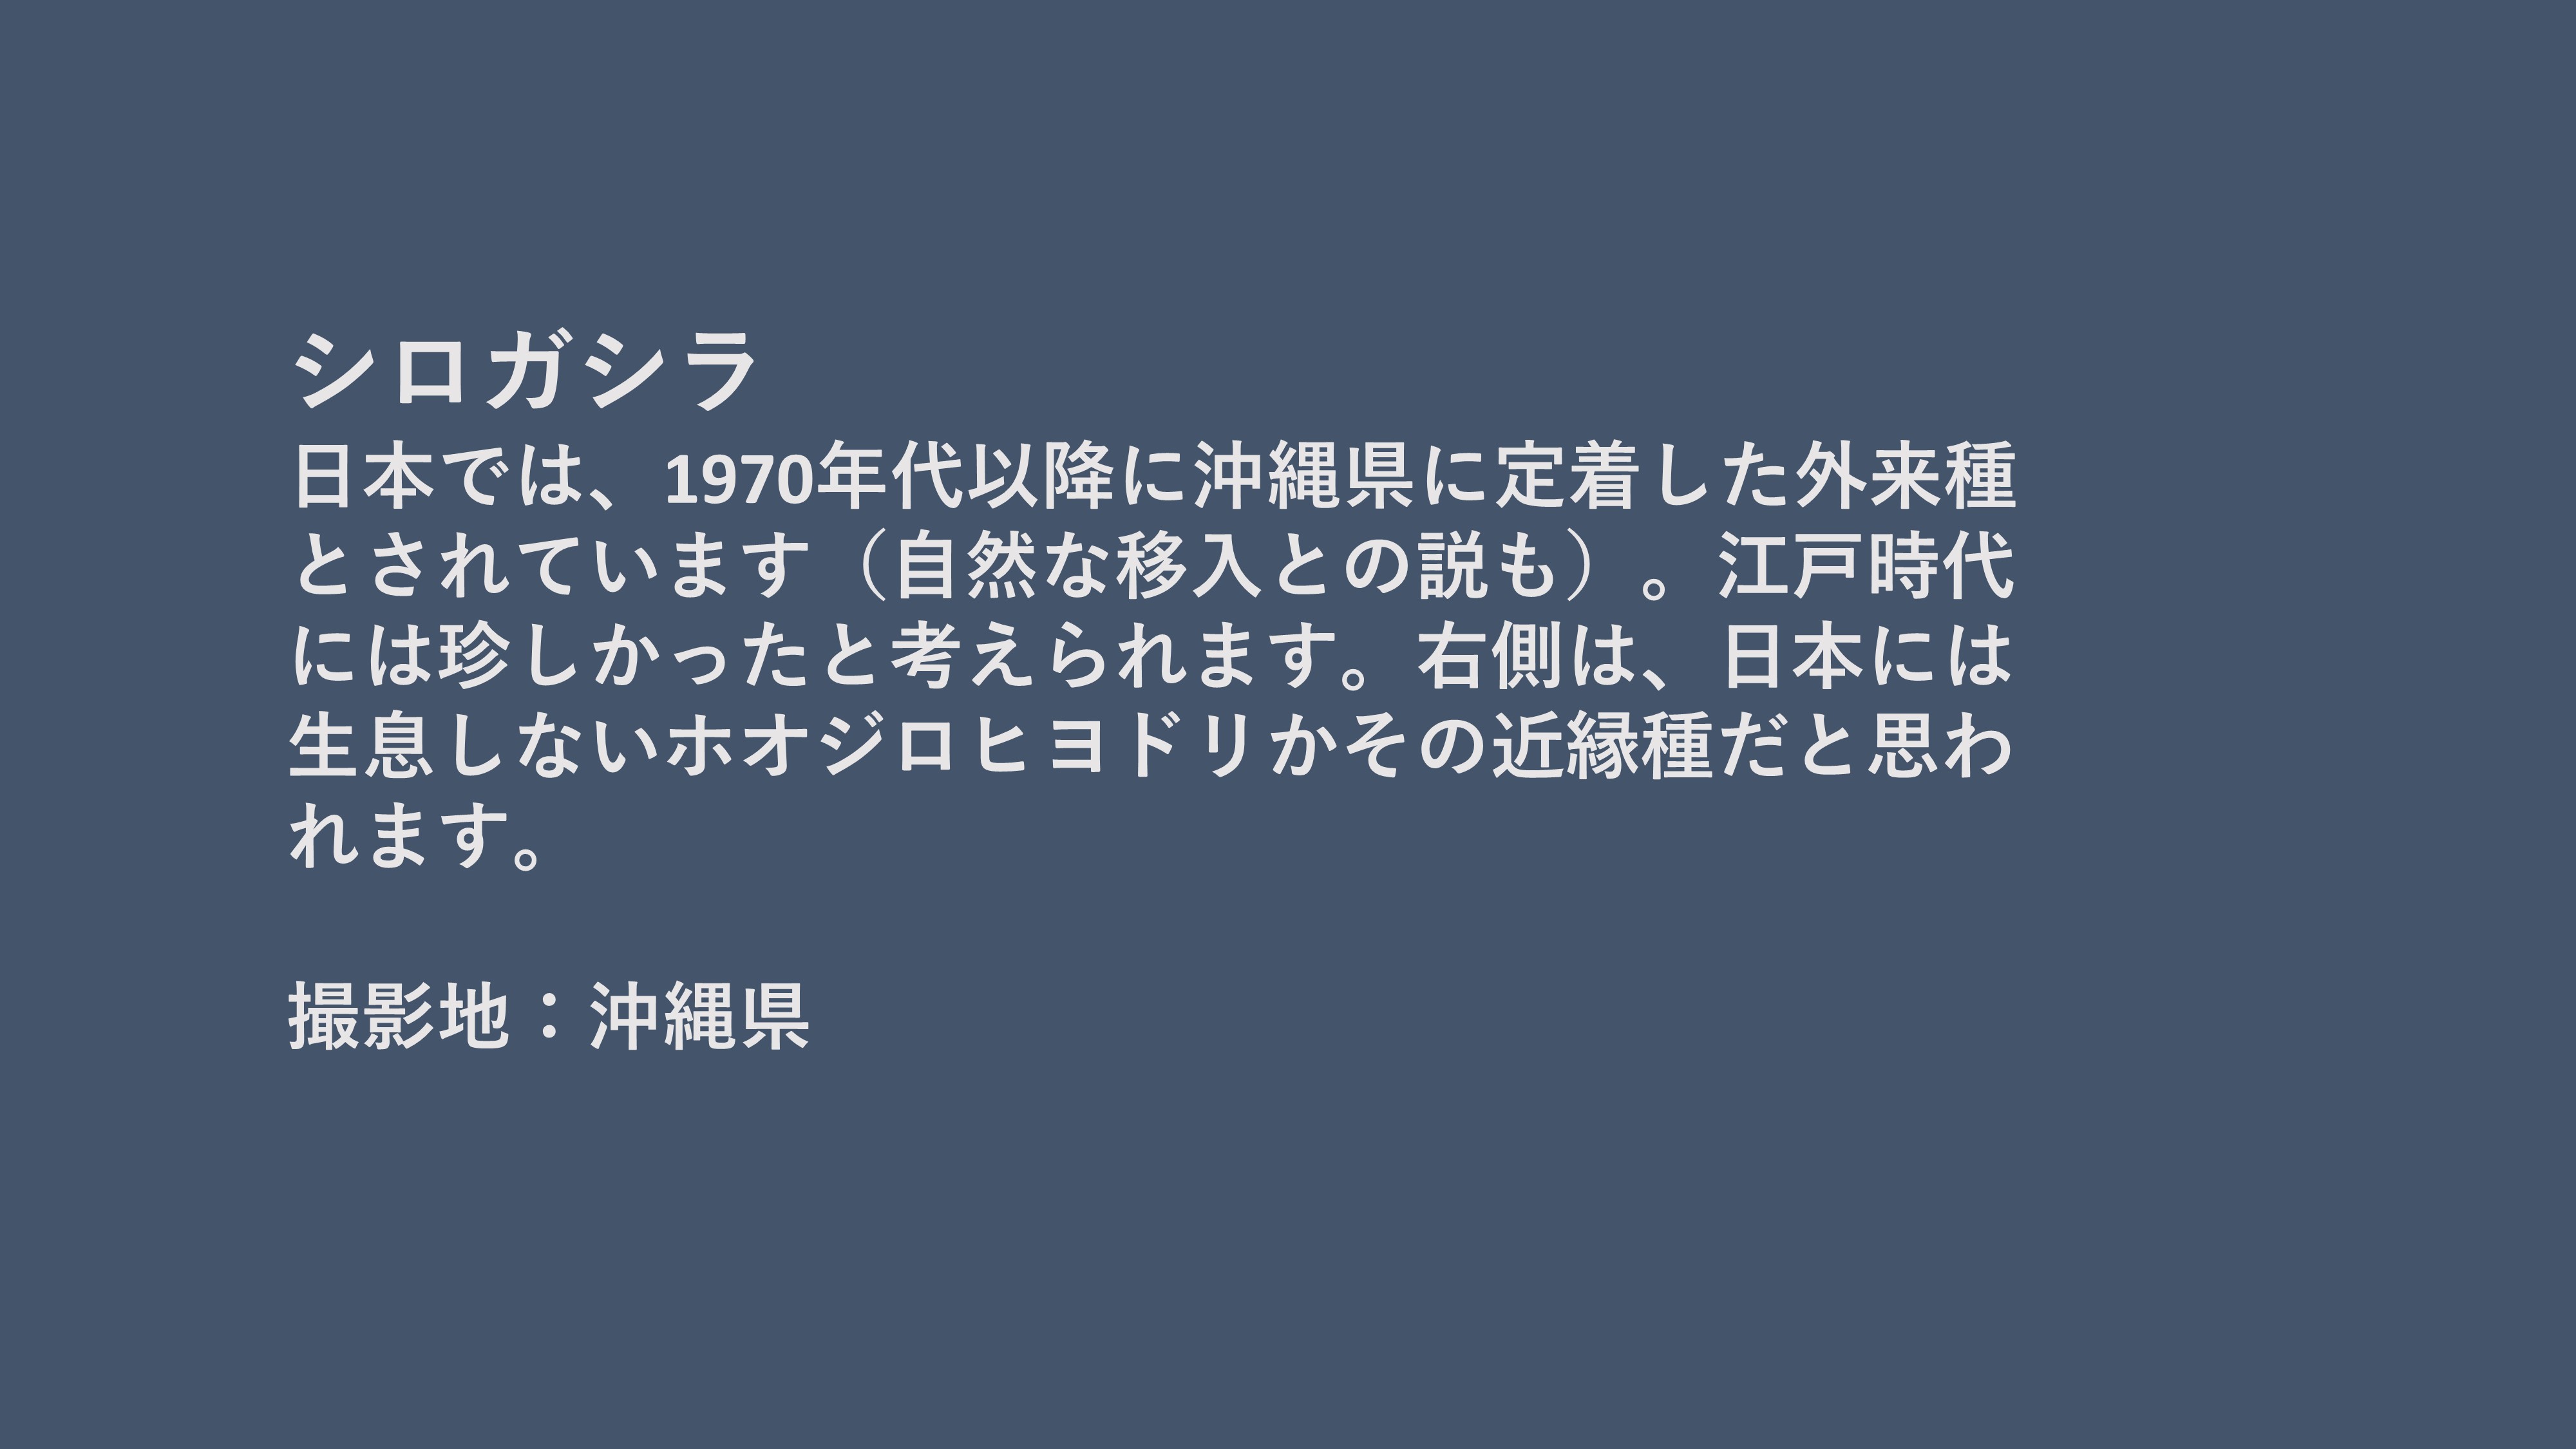 シロガシラ
日本では、1970年代以降に沖縄県に定着した外来種
とされています（自然な移入との説も）。江戸時代
には珍しかったと考えられます。右側は、日本には
生息しないホオジロヒヨドリかその近縁種だと思わ
れます。
撮影地：沖縄県